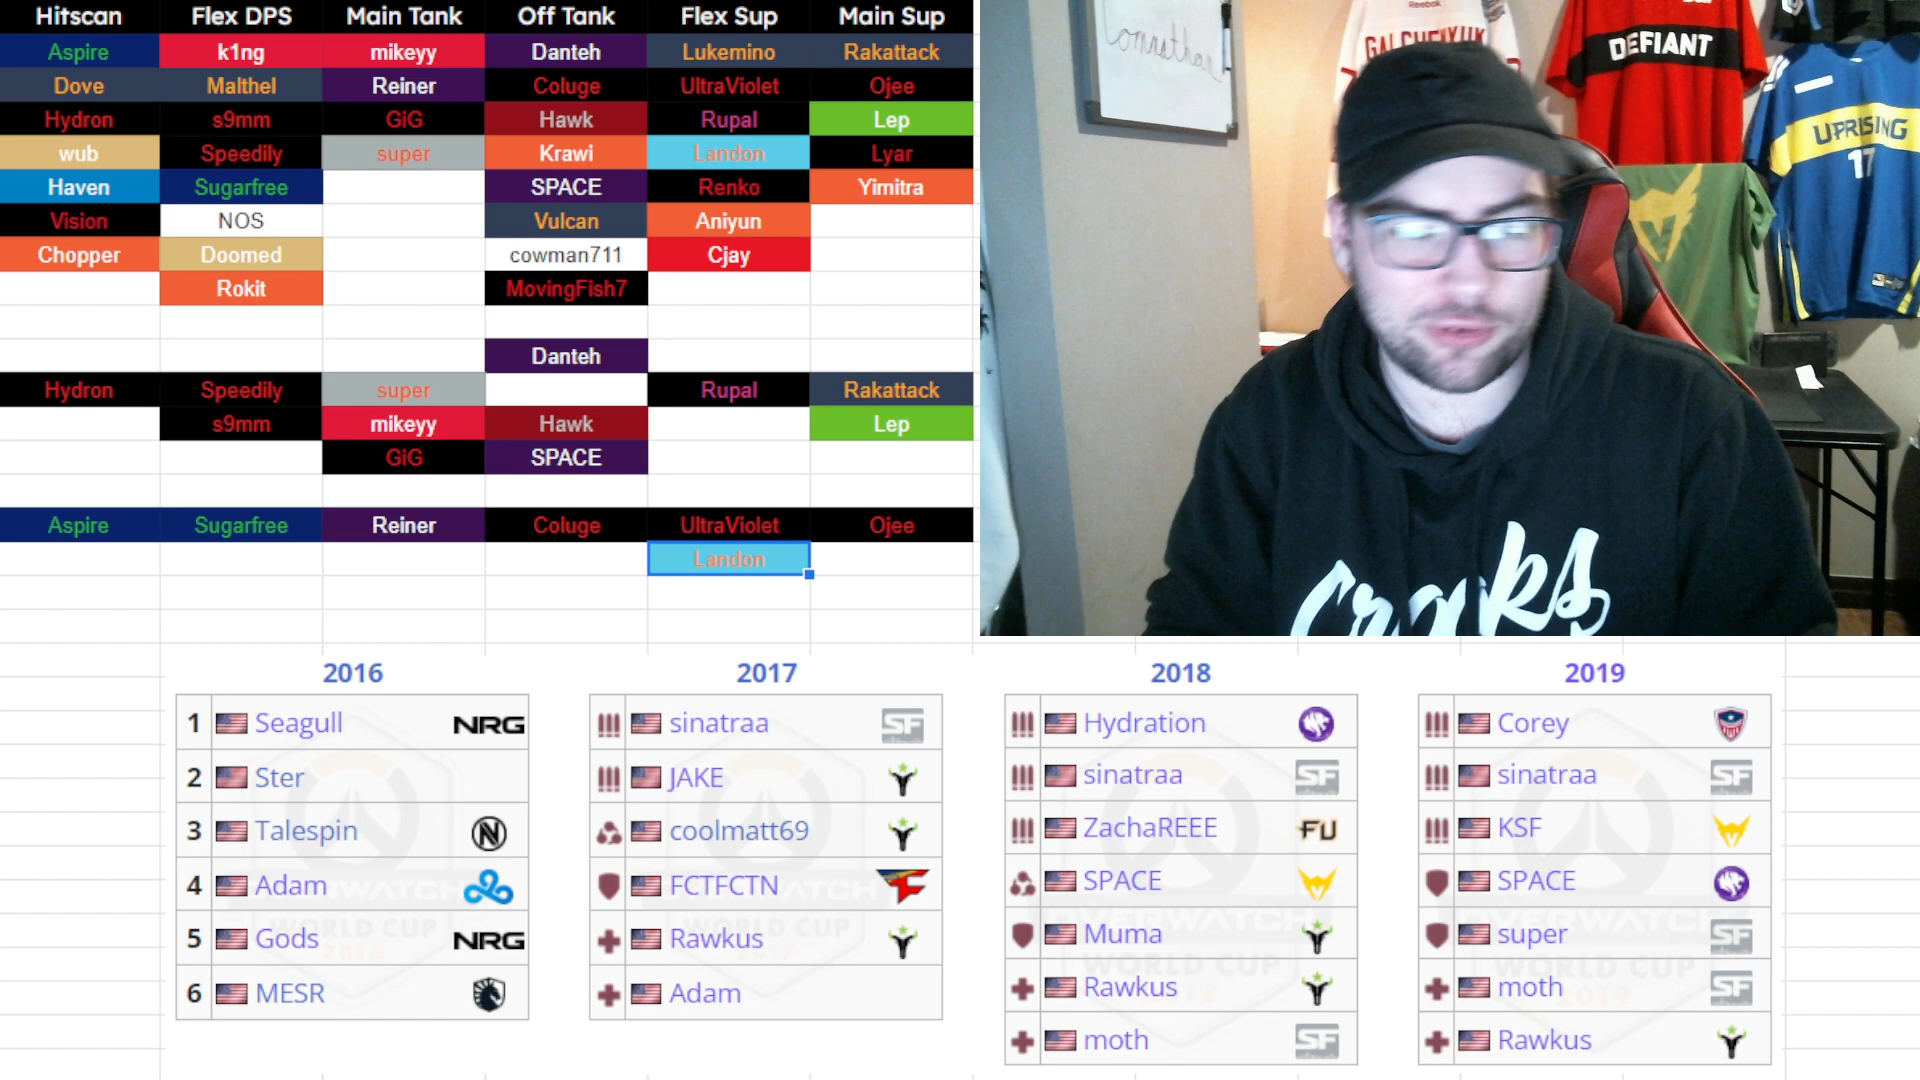 Hitscan Flex DPS Main Tank Off Tank Flex Sup Main Sup
Aspire k1ng mikeyy Danteh Lukemino Rakattack
Dove Malthel Reiner Coluge UltraViolet Ojee
Hydron s9mm GiG Hawk Rupal Lep
wub Speedily super Krawi Landon Lyar
Haven Sugarfree SPACE Renko Yimitra
Vision NOS Vulcan Aniyun
Chopper Doomed cowman711 Cjay
Rokit MovingFish7
Danteh
Hydron Speedily super Rupal Rakattack
s9mm mikeyy Hawk Lep
GiG SPACE
Aspire Sugarfree Reiner Coluge UltraViolet Ojee
Landon
Reebok
GALCHENYUK
DEFIANT
UPRISING
17
2016
1 Seagull NRG
2 Ster
3 Talespin
4 Adam
5 Gods NRG
6 MESR
2017
sinatraa SF
JAKE
coolmatt69
FCTFCTN
Rawkus
Adam
2018
Hydration
sinatraa SF
ZachaREEE FU
SPACE
Muma
Rawkus
moth SF
2019
Corey
sinatraa SF
KSF
SPACE
super SF
moth SF
Rawkus
OVERWATCH
WORLD CUP